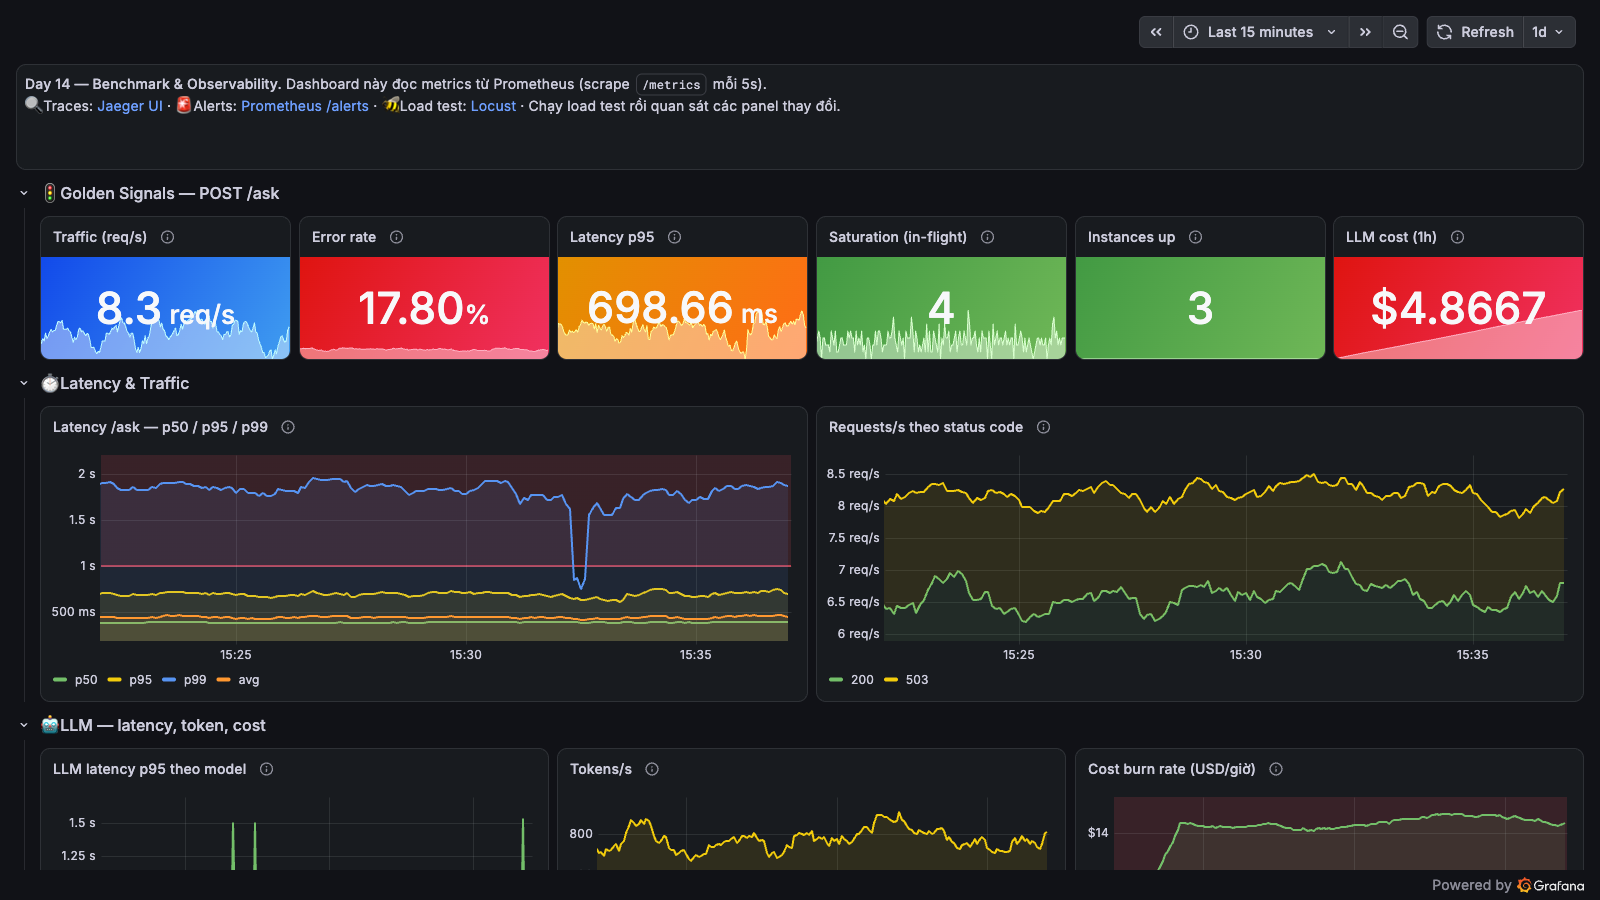 Last 15 minutes
Refresh
1d
Day 14 — Benchmark & Observability. Dashboard này đọc metrics từ Prometheus (scrape /metrics mỗi 5s).
Traces: Jaeger UI · Alerts: Prometheus /alerts · Load test: Locust · Chạy load test rồi quan sát các panel thay đổi.
Golden Signals — POST /ask
Traffic (req/s)
8.3 req/s
Error rate
17.80%
Latency p95
698.66 ms
Saturation (in-flight)
4
Instances up
3
LLM cost (1h)
$4.8667
Latency & Traffic
Latency /ask — p50 / p95 / p99
2 s
1.5 s
1 s
500 ms
15:25
15:30
15:35
p50
p95
p99
avg
Requests/s theo status code
8.5 req/s
8 req/s
7.5 req/s
7 req/s
6.5 req/s
6 req/s
15:25
15:30
15:35
200
503
LLM — latency, token, cost
LLM latency p95 theo model
1.5 s
1.25 s
Tokens/s
800
Cost burn rate (USD/giờ)
$14
Powered by Grafana